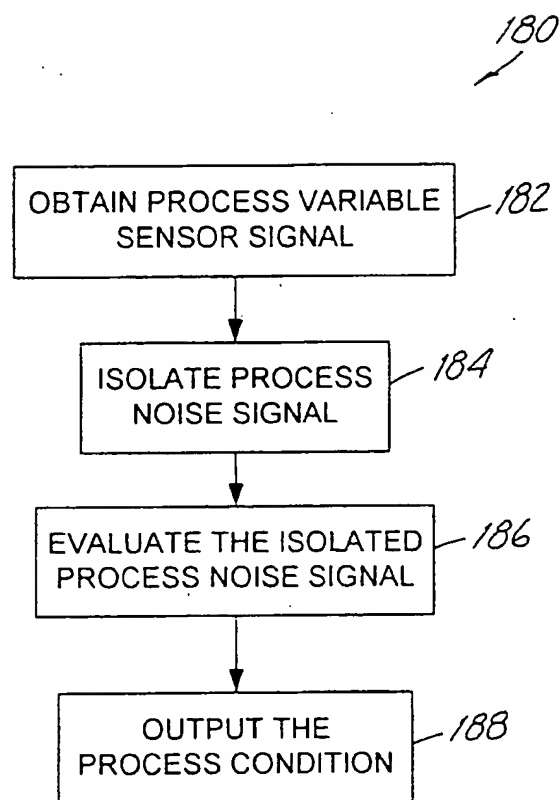 180
OBTAIN PROCESS VARIABLE
SENSOR SIGNAL
182
ISOLATE PROCESS
NOISE SIGNAL
184
EVALUATE THE ISOLATED
PROCESS NOISE SIGNAL
186
OUTPUT THE
PROCESS CONDITION
188